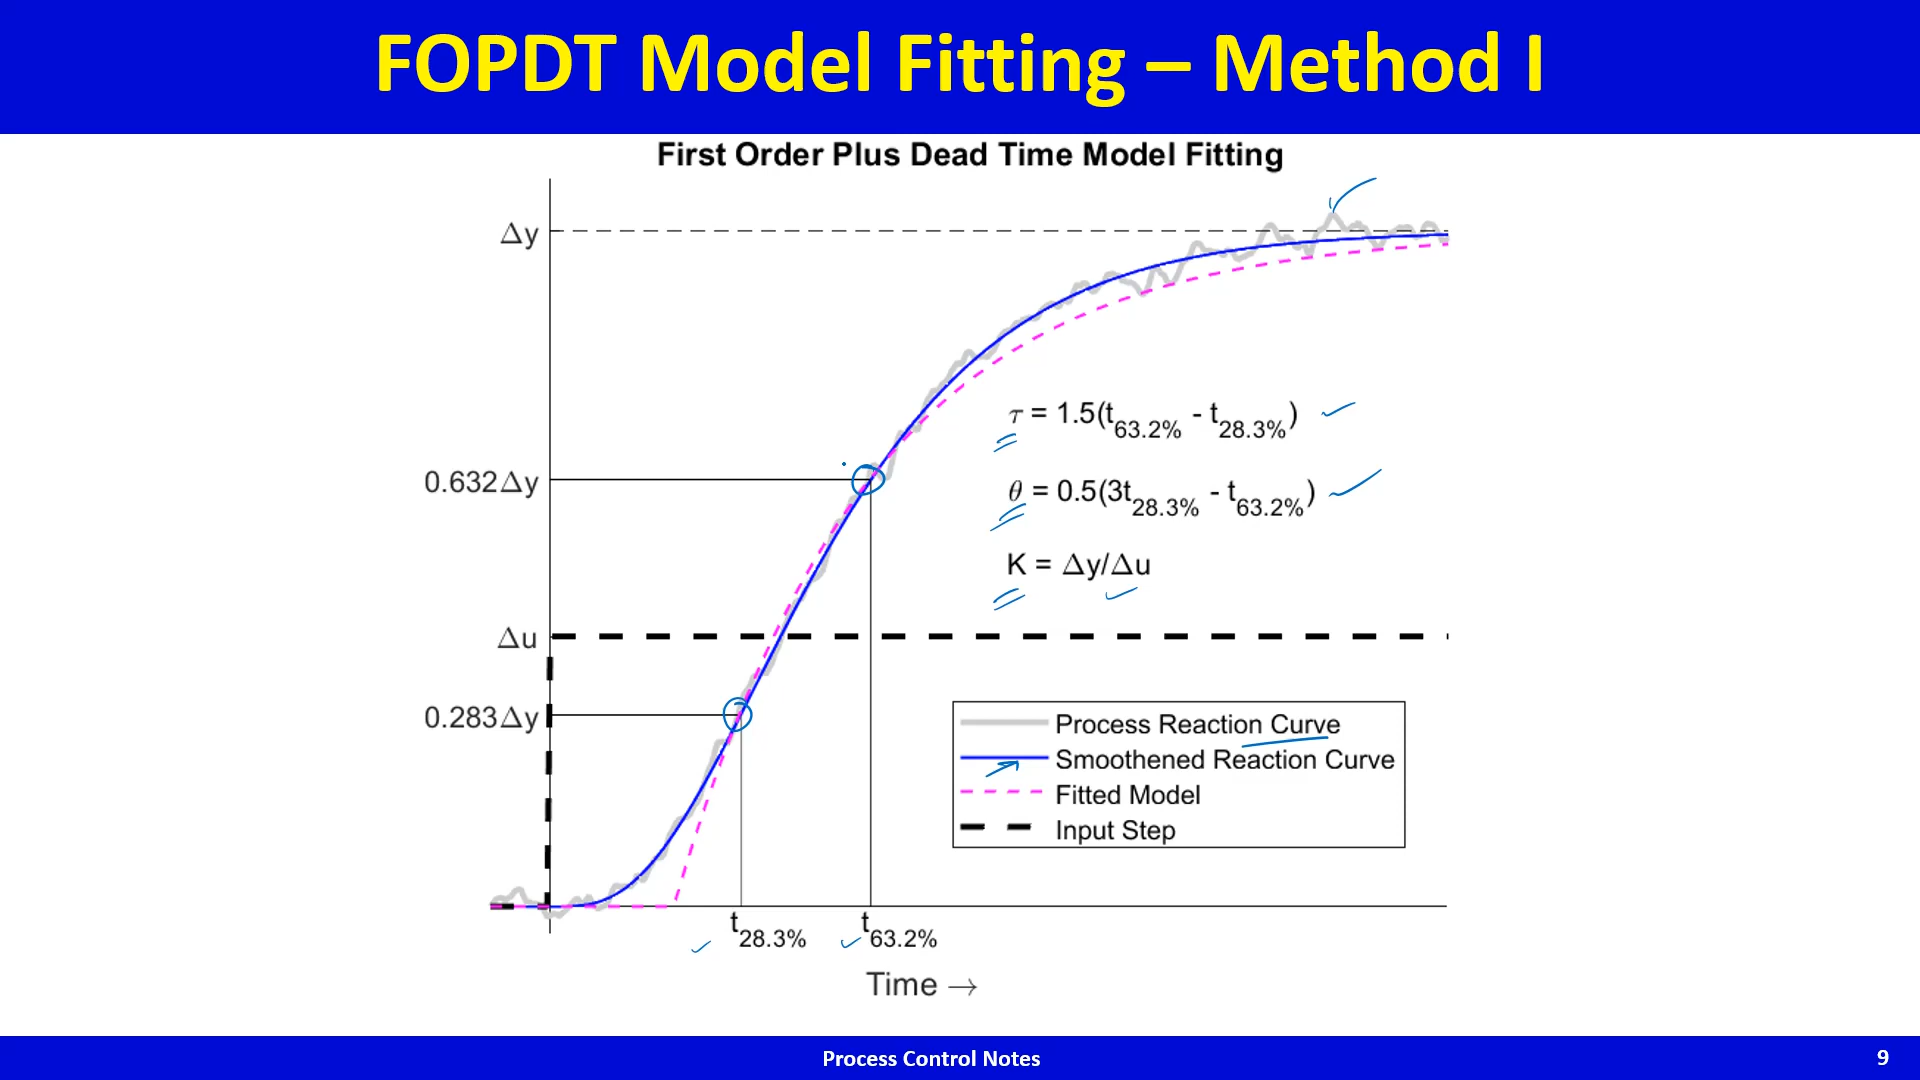 FOPDT Model Fitting – Method I
First Order Plus Dead Time Model Fitting
Δy
τ = 1.5(t63.2% - t28.3%)
0.632Δy
θ = 0.5(3t28.3% - t63.2%)
K = Δy/Δu
Δu
0.283Δy
Process Reaction Curve
Smoothened Reaction Curve
Fitted Model
Input Step
t28.3% t63.2%
Time →
Process Control Notes
9